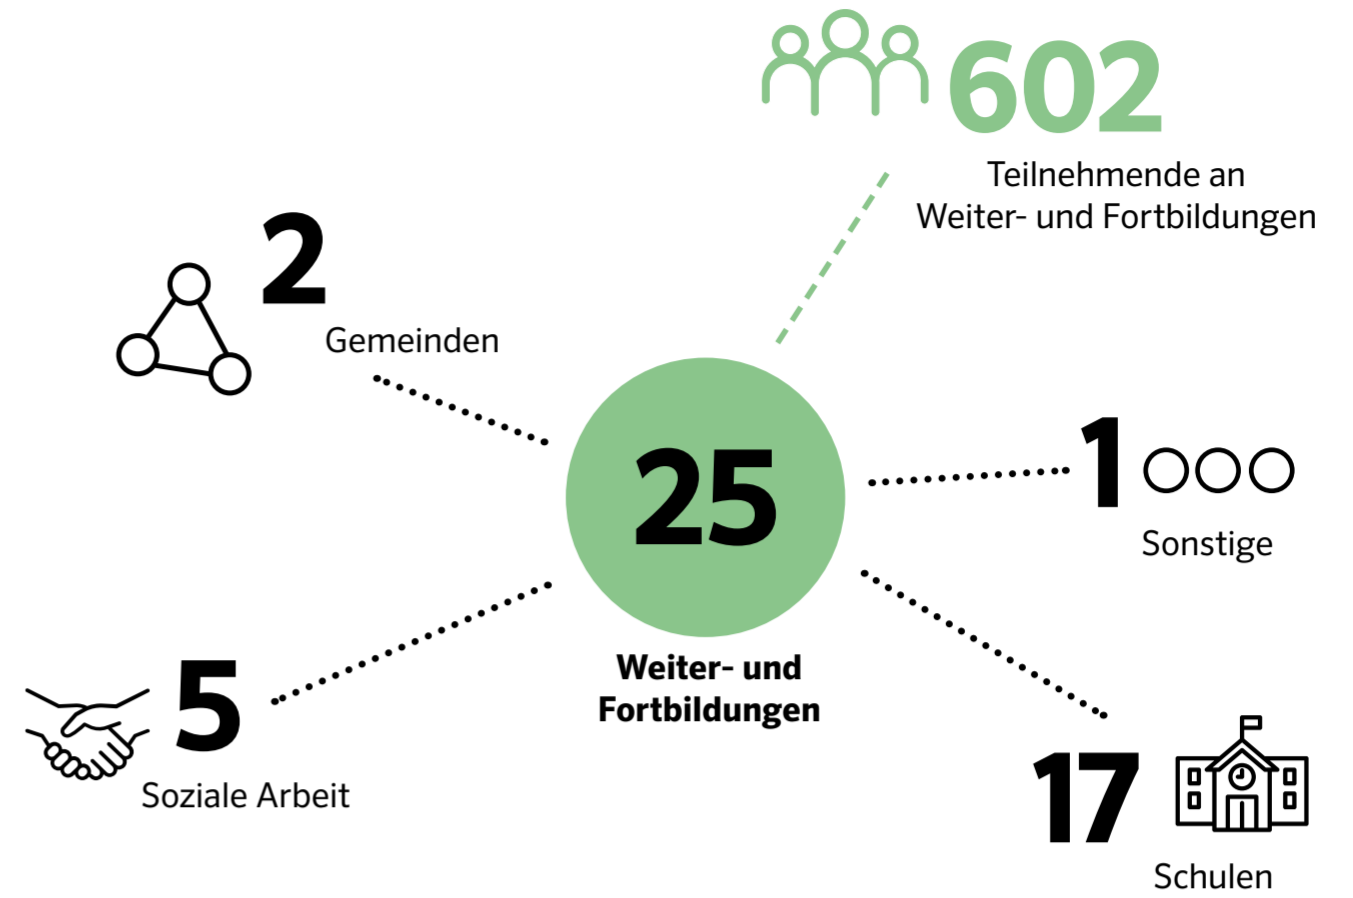 602
Teilnehmende an
Weiter- und Fortbildungen
2
Gemeinden
25
Weiter- und
Fortbildungen
1
Sonstige
5
Soziale Arbeit
17
Schulen